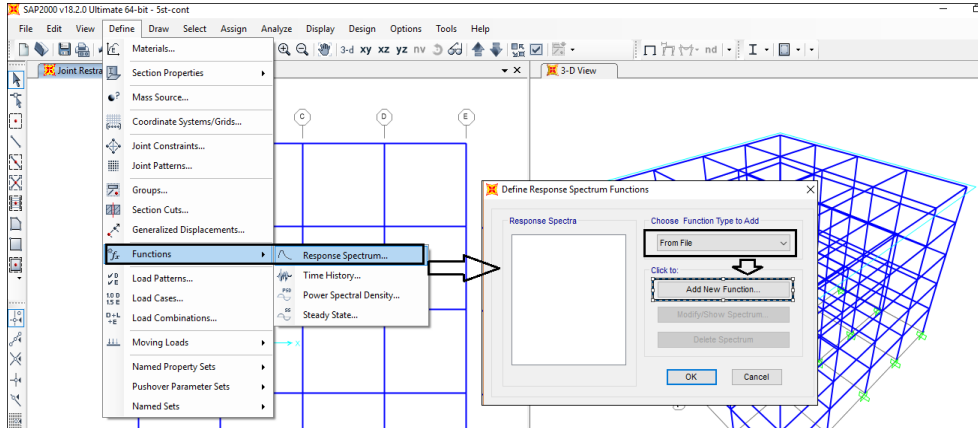 SAP2000 v18.2.0 Ultimate 64-bit - 5st-cont
File Edit View Define Draw Select Assign Analyze Display Design Options Tools Help
3-d xy xz yz nv
nd
Joint Restra
3-D View
Materials...
Section Properties
Mass Source...
Coordinate Systems/Grids...
Joint Constraints...
Joint Patterns...
Groups...
Section Cuts...
Generalized Displacements...
Functions
Load Patterns...
Load Cases...
Load Combinations...
Moving Loads
Named Property Sets
Pushover Parameter Sets
Named Sets
Response Spectrum...
Time History...
Power Spectral Density...
Steady State...
C D E
x
Define Response Spectrum Functions
Response Spectra
Choose Function Type to Add
From File
Click to:
Add New Function...
Modify/Show Spectrum...
Delete Spectrum
OK Cancel